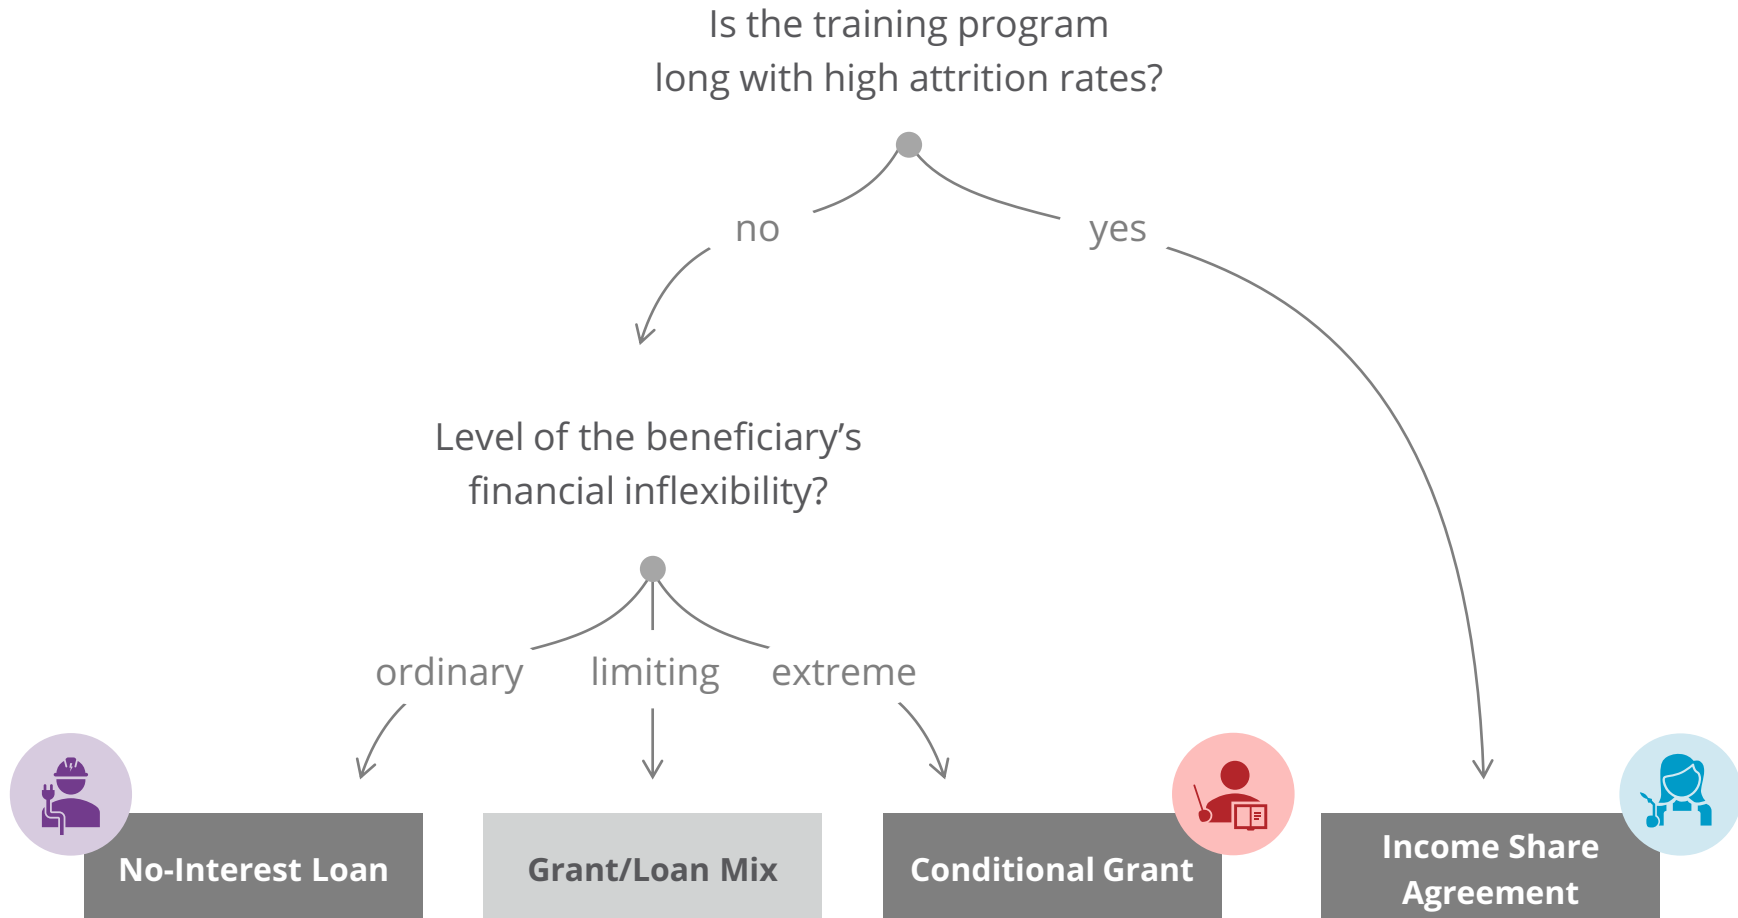 Is the training program
long with high attrition rates?
no
yes
Level of the beneficiary’s
financial inflexibility?
ordinary
limiting
extreme
No-Interest Loan
Grant/Loan Mix
Conditional Grant
Income Share
Agreement